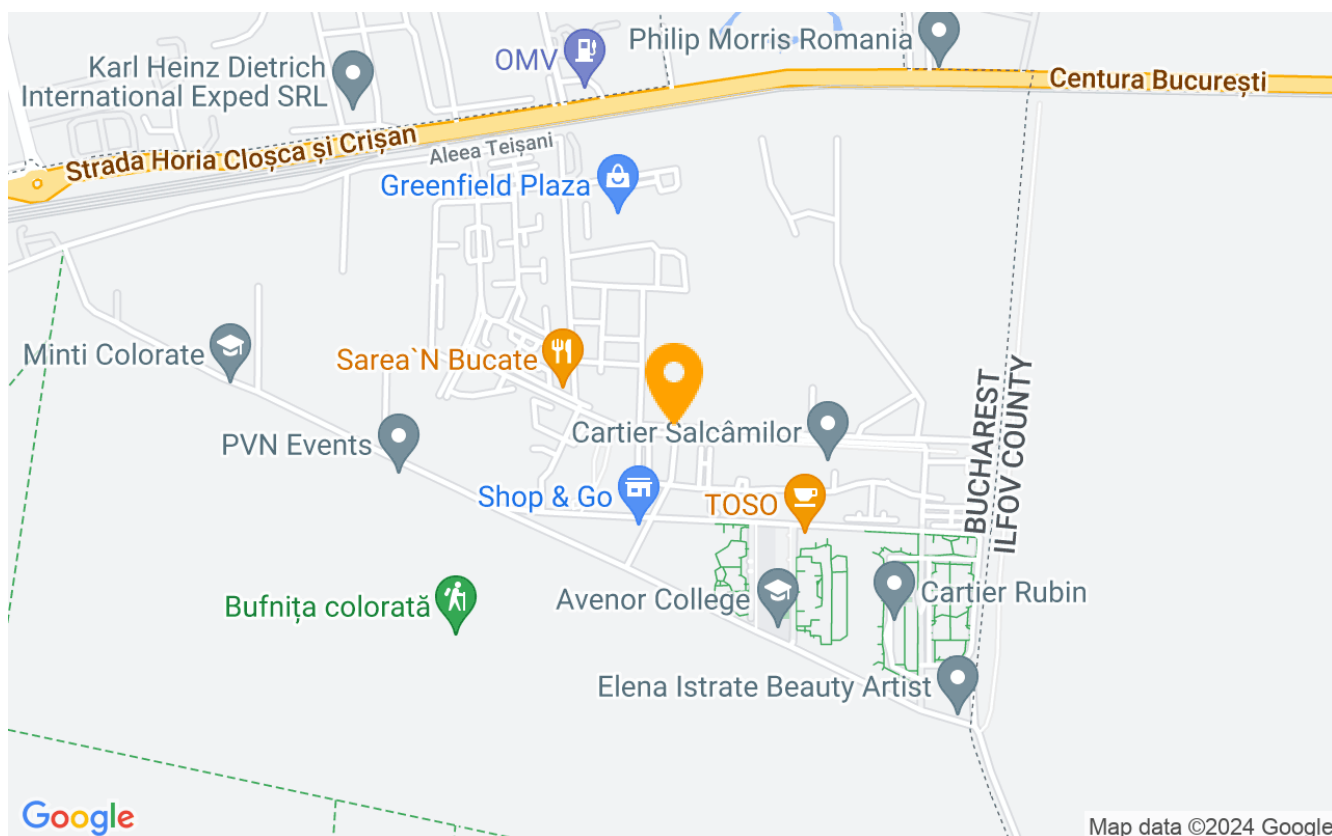 Philip Morris Romania
OMV
Karl Heinz Dietrich
International Exped SRL
Centura București
Strada Horia Cloșca și Crișan
Aleea Teișani
Greenfield Plaza
Minti Colorate
Sarea`N Bucate
BUCHAREST
ILFOV COUNTY
Cartier Salcâmilor
PVN Events
Shop & Go
TOSO
Avenor College
Cartier Rubin
Bufnița colorată
Elena Istrate Beauty Artist
Google
Map data ©2024 Google